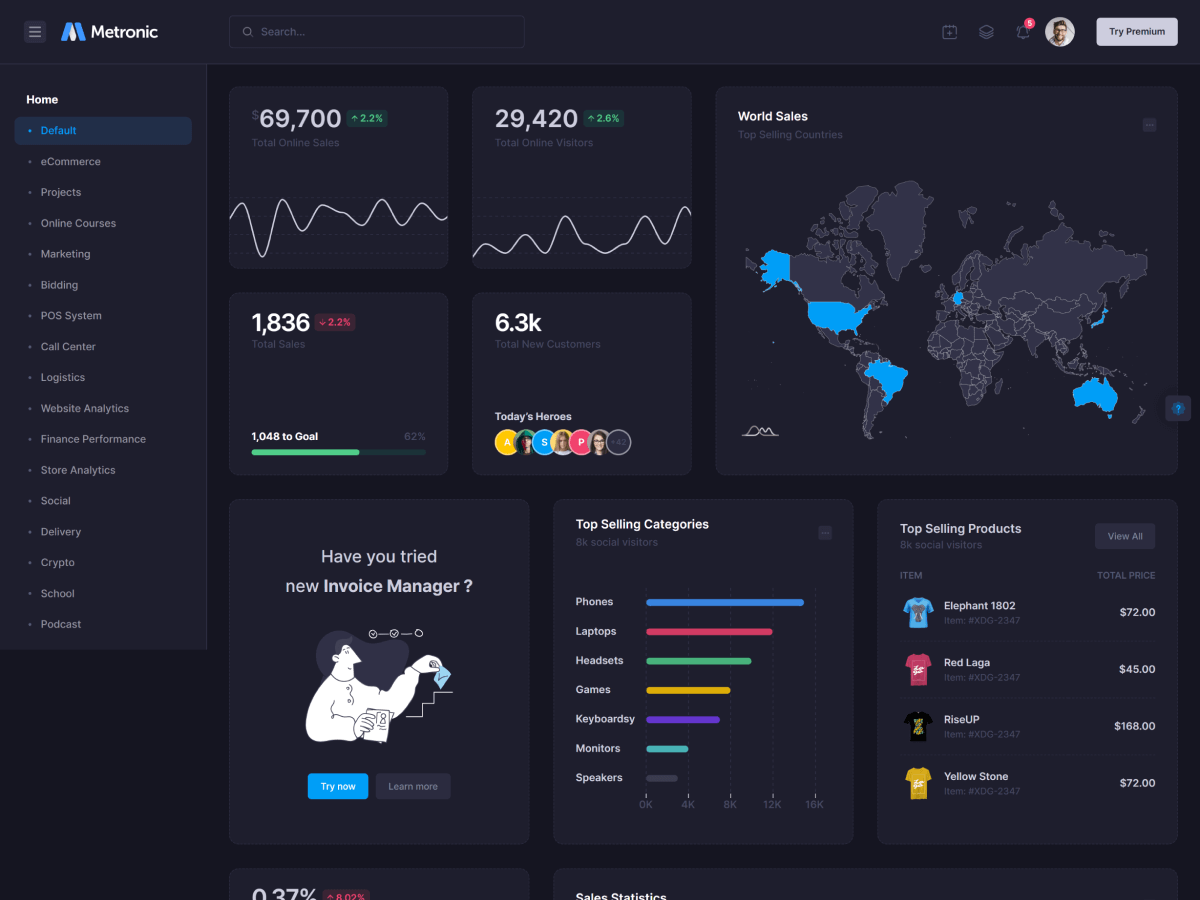 Metronic
Search...
5
Try Premium
Home
Default
eCommerce
Projects
Online Courses
Marketing
Bidding
POS System
Call Center
Logistics
Website Analytics
Finance Performance
Store Analytics
Social
Delivery
Crypto
School
Podcast
$69,700 2.2%
Total Online Sales
29,420 2.6%
Total Online Visitors
World Sales
Top Selling Countries
1,836 2.2%
Total Sales
1,048 to Goal 62%
6.3k
Total New Customers
Today's Heroes
A S P +42
?
Have you tried
new Invoice Manager ?
Try now Learn more
Top Selling Categories
8k social visitors
Phones
Laptops
Headsets
Games
Keyboardsy
Monitors
Speakers
0K 4K 8K 12K 16K
Top Selling Products
8k social visitors
View All
ITEM TOTAL PRICE
Elephant 1802
Item: #XDG-2347
$72.00
Red Laga
Item: #XDG-2347
$45.00
RiseUP
Item: #XDG-2347
$168.00
Yellow Stone
Item: #XDG-2347
$72.00
0.37% 8.02%
Sales Statistics